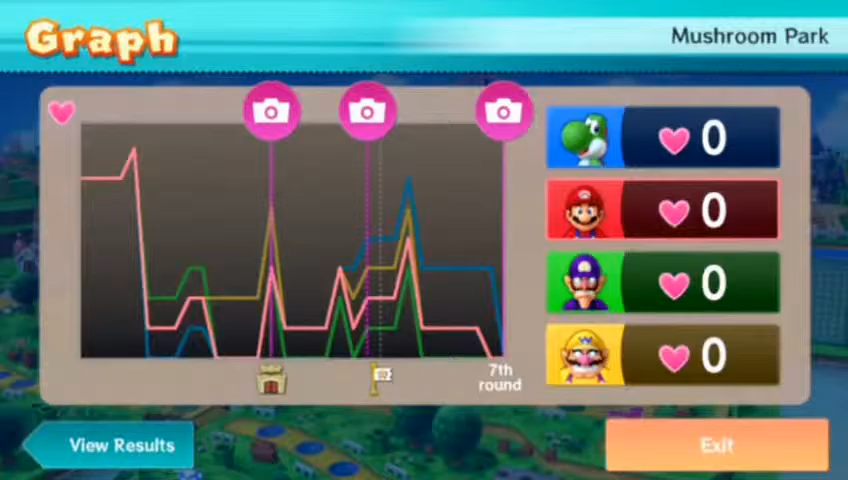 Graph
Mushroom Park
0
0
0
0
7th
round
View Results
Exit